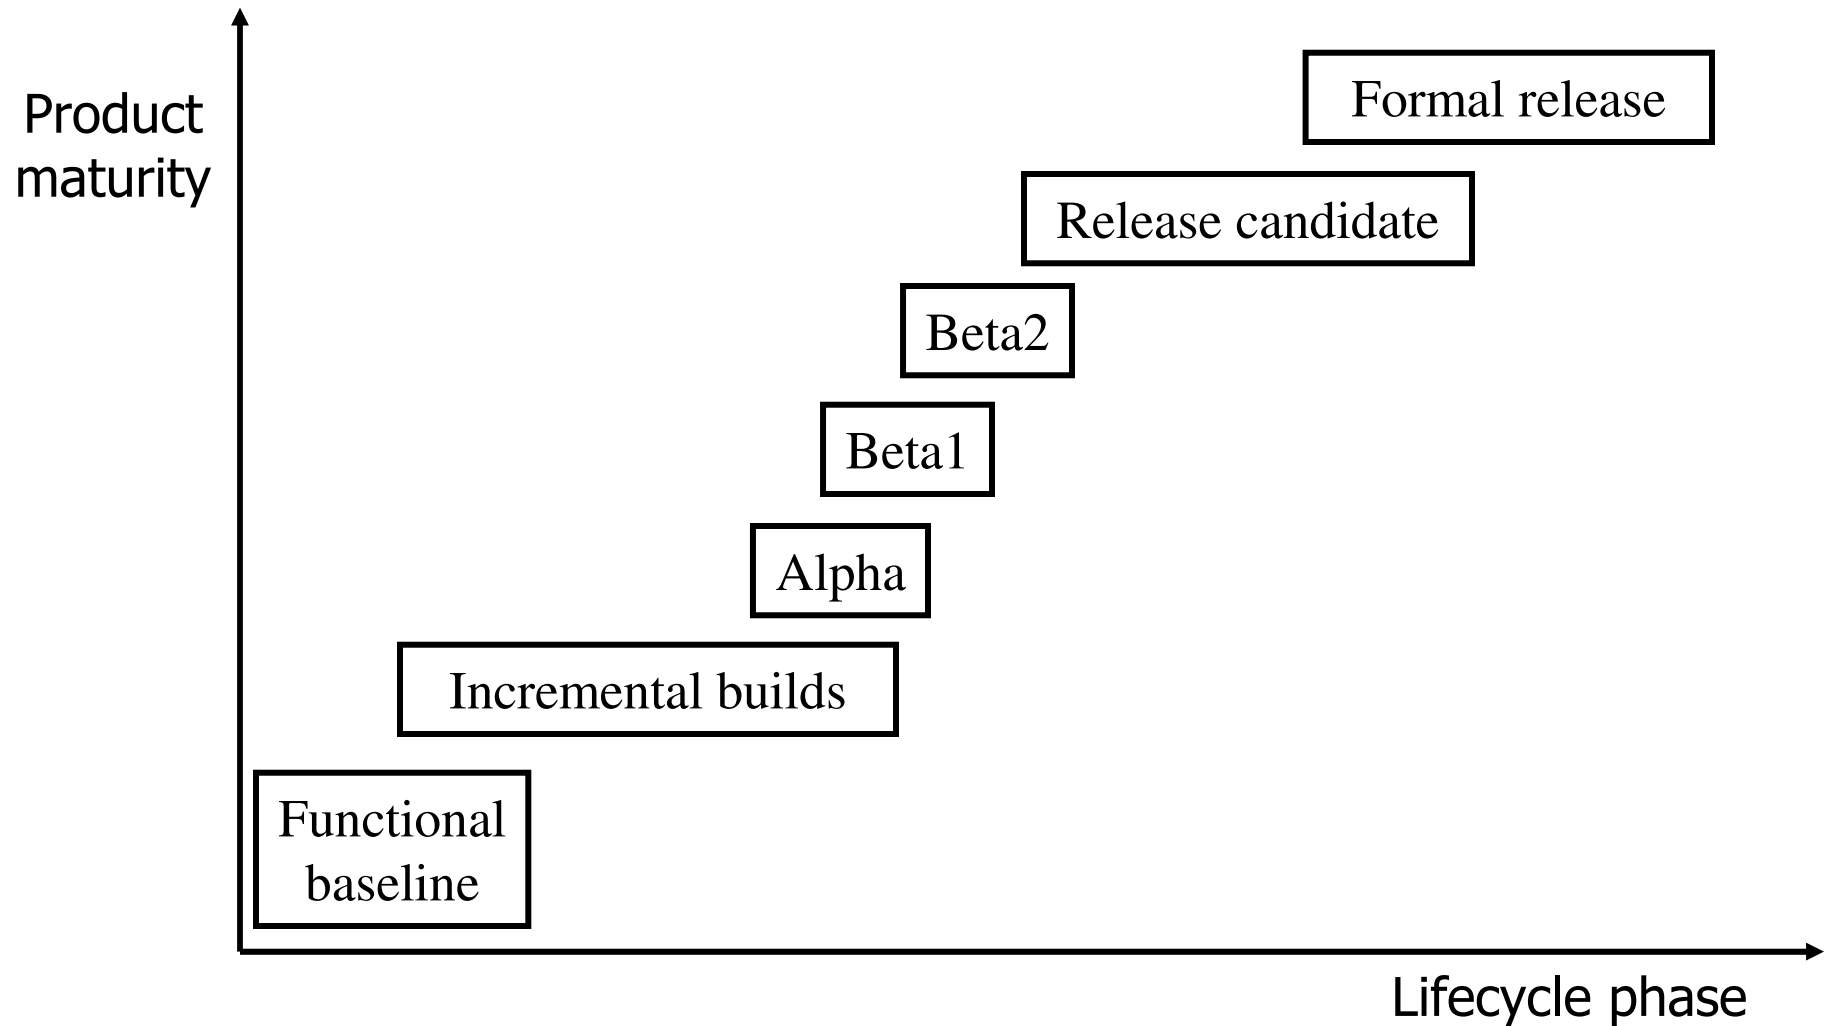 Product
maturity
Formal release
Release candidate
Beta2
Beta1
Alpha
Incremental builds
Functional
baseline
Lifecycle phase